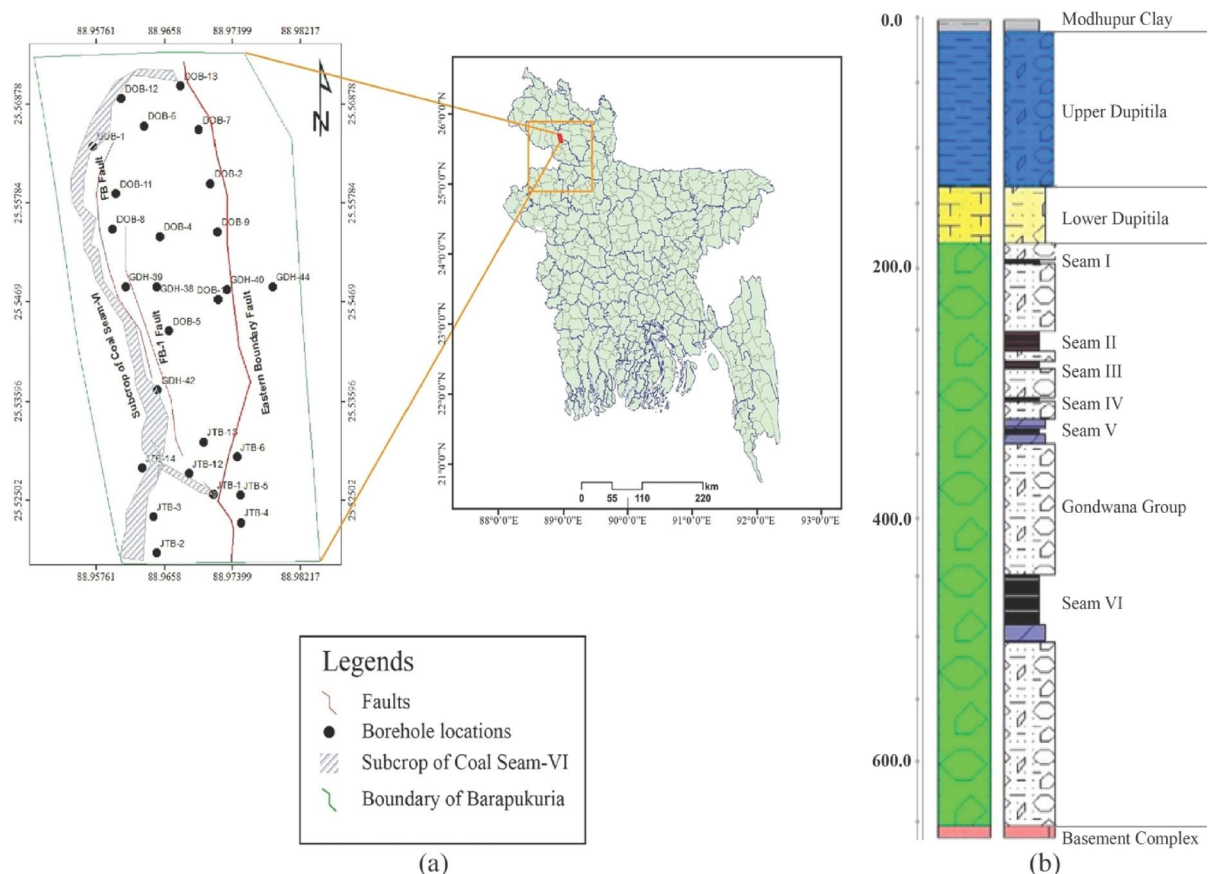 88.95761
88.9658
88.97399
88.98217
25.56878
25.55784
25.5469
25.53596
25.52502
25.56878
25.55784
25.5469
25.53596
25.52502
88.95761
88.9658
88.97399
88.98217
N
DOB-13
DOB-12
DOB-6
DOB-7
FB Fault
DOB-2
DOB-11
DOB-8
DOB-4
DOB-9
GDH-39
GDH-38
GDH-40
GDH-44
DOB-5
Subcrop of Coal Seam-VI
FB-1 Fault
Eastern Boundary Fault
GDH-42
JTB-13
JTB-6
JTB-14
JTB-12
JTB-1
JTB-5
JTB-3
JTB-4
JTB-2
26°0'0"N
25°0'0"N
24°0'0"N
23°0'0"N
22°0'0"N
21°0'0"N
km
0 55 110 220
88°0'0"E
89°0'0"E
90°0'0"E
91°0'0"E
92°0'0"E
93°0'0"E
Legends
Faults
Borehole locations
Subcrop of Coal Seam-VI
Boundary of Barapukuria
(a)
0.0
200.0
400.0
600.0
Modhupur Clay
Upper Dupitila
Lower Dupitila
Seam I
Seam II
Seam III
Seam IV
Seam V
Gondwana Group
Seam VI
Basement Complex
(b)